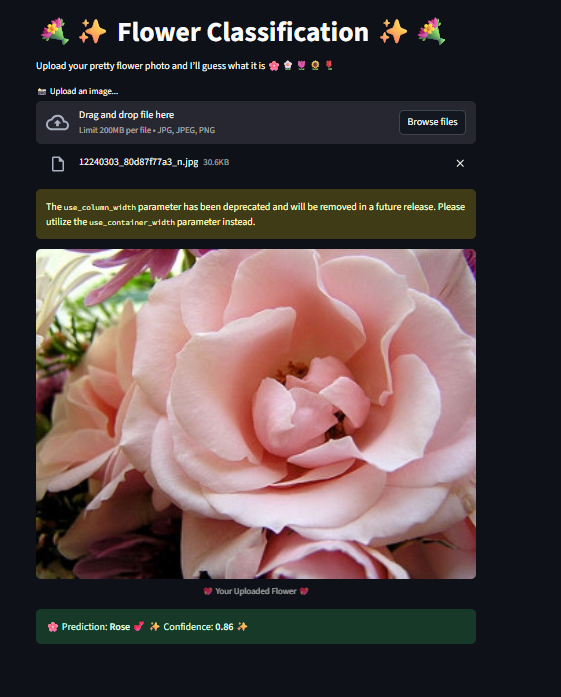 💐 ✨ Flower Classification ✨ 💐
Upload your pretty flower photo and I'll guess what it is 🌸 💮 🌷 🌻 🌹
📷 Upload an image...
Drag and drop file here
Limit 200MB per file • JPG, JPEG, PNG
Browse files
12240303_80d87f77a3_n.jpg 30.6KB
The use_column_width parameter has been deprecated and will be removed in a future release. Please
utilize the use_container_width parameter instead.
💖 Your Uploaded Flower 💖
🌸 Prediction: Rose 💕 ✨ Confidence: 0.86 ✨